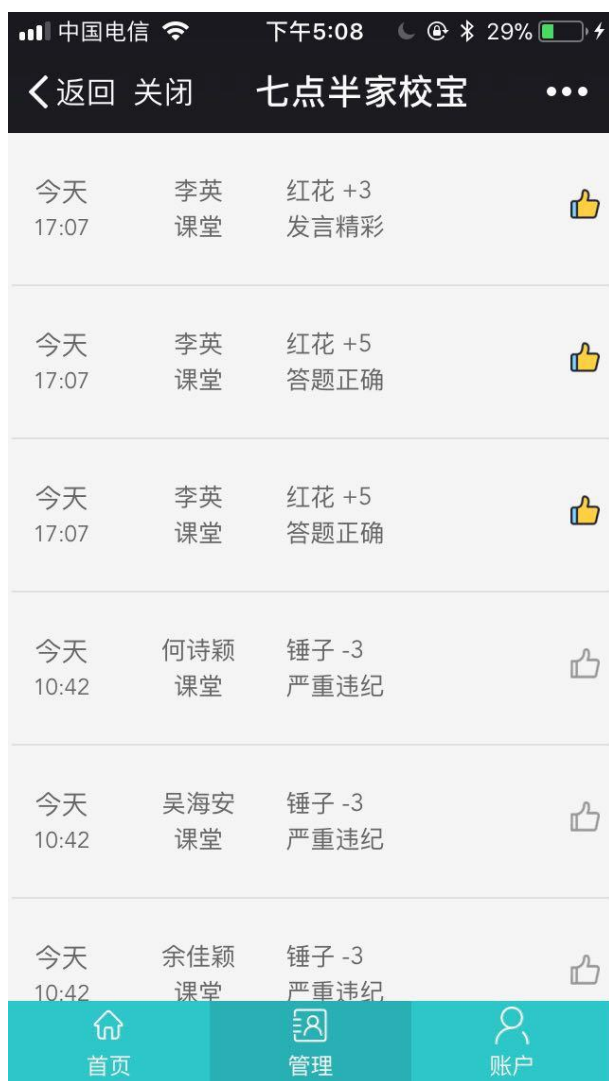 中国电信 下午5:08 29%
返回 关闭 七点半家校宝
今天 李英 红花 +3
17:07 课堂 发言精彩
今天 李英 红花 +5
17:07 课堂 答题正确
今天 李英 红花 +5
17:07 课堂 答题正确
今天 何诗颖 锤子 -3
10:42 课堂 严重违纪
今天 吴海安 锤子 -3
10:42 课堂 严重违纪
今天 余佳颖 锤子 -3
10:42 课堂 严重违纪
首页 管理 账户